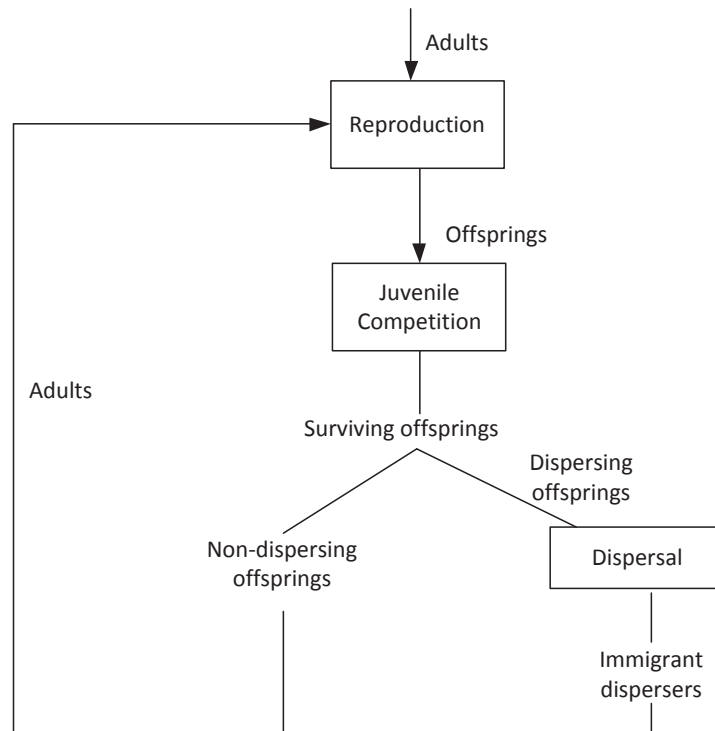 Adults
Reproduction
Offsprings
Juvenile
Competition
Adults
Surviving offsprings
Dispersing
offsprings
Non-dispersing
offsprings
Dispersal
Immigrant
dispersers